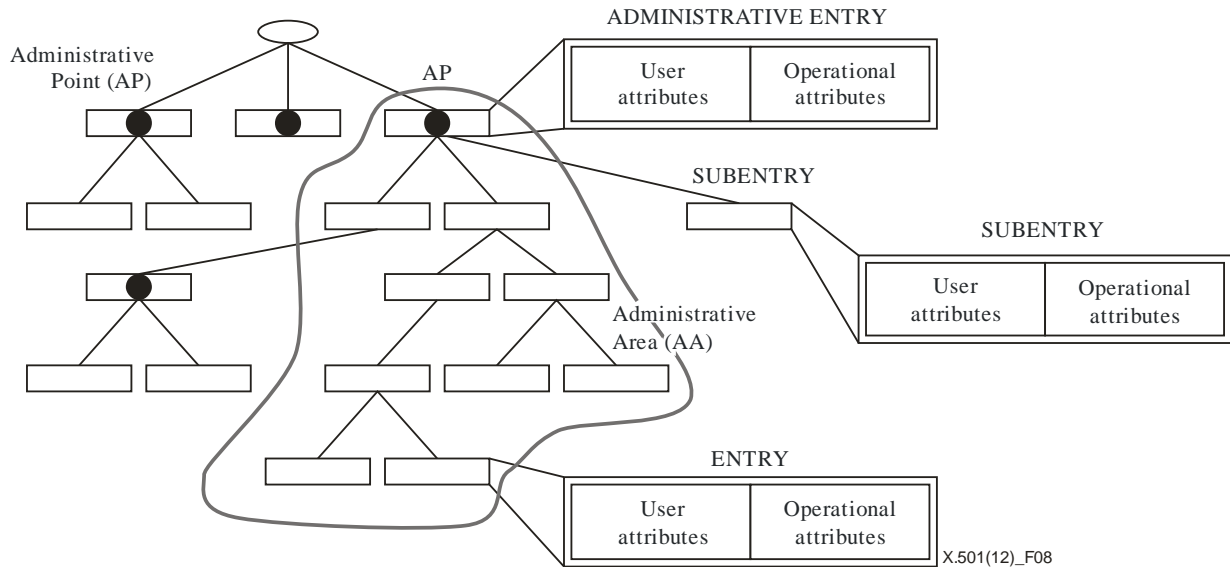 ADMINISTRATIVE ENTRY
Administrative
Point (AP)
AP
User
attributes
Operational
attributes
SUBENTRY
SUBENTRY
User
attributes
Operational
attributes
Administrative
Area (AA)
ENTRY
User
attributes
Operational
attributes
X.501(12)_F08